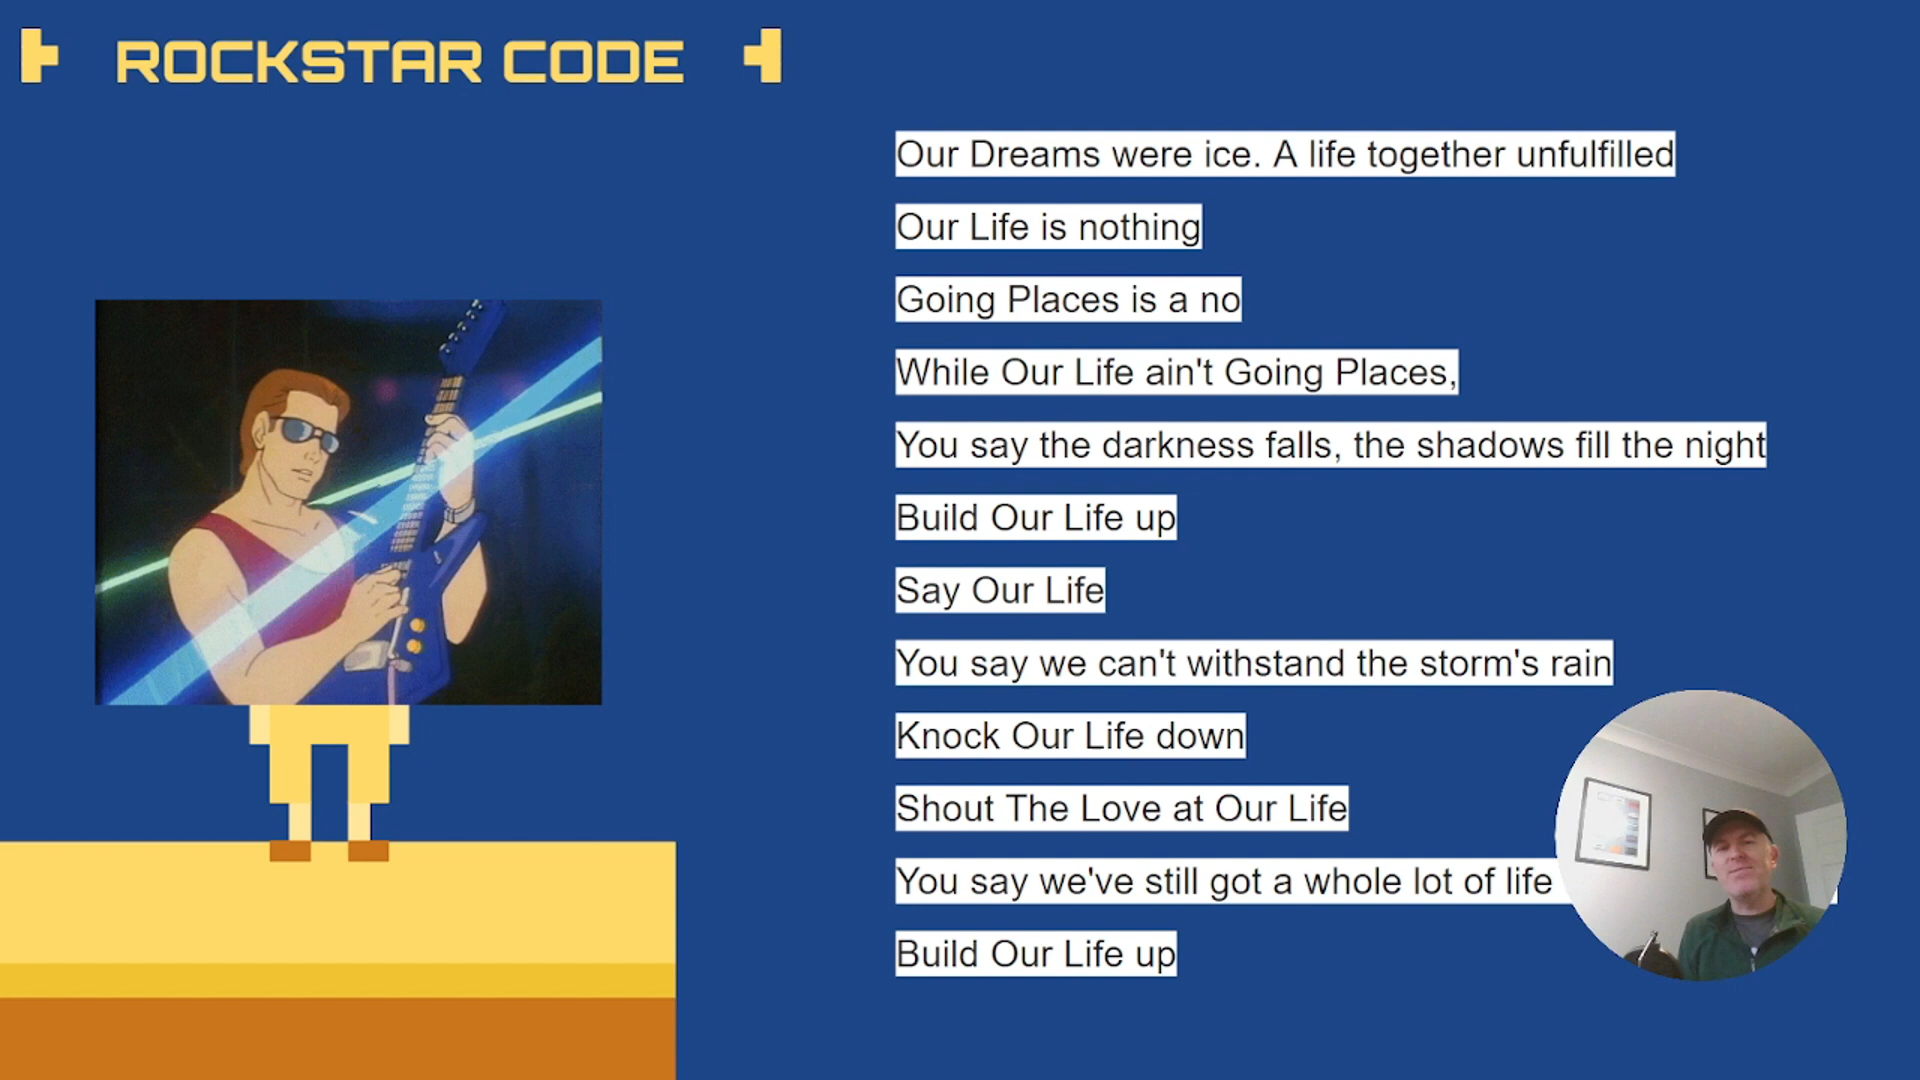 ROCKSTAR CODE
Our Dreams were ice. A life together unfulfilled
Our Life is nothing
Going Places is a no
While Our Life ain't Going Places,
You say the darkness falls, the shadows fill the night
Build Our Life up
Say Our Life
You say we can't withstand the storm's rain
Knock Our Life down
Shout The Love at Our Life
You say we've still got a whole lot of life
Build Our Life up